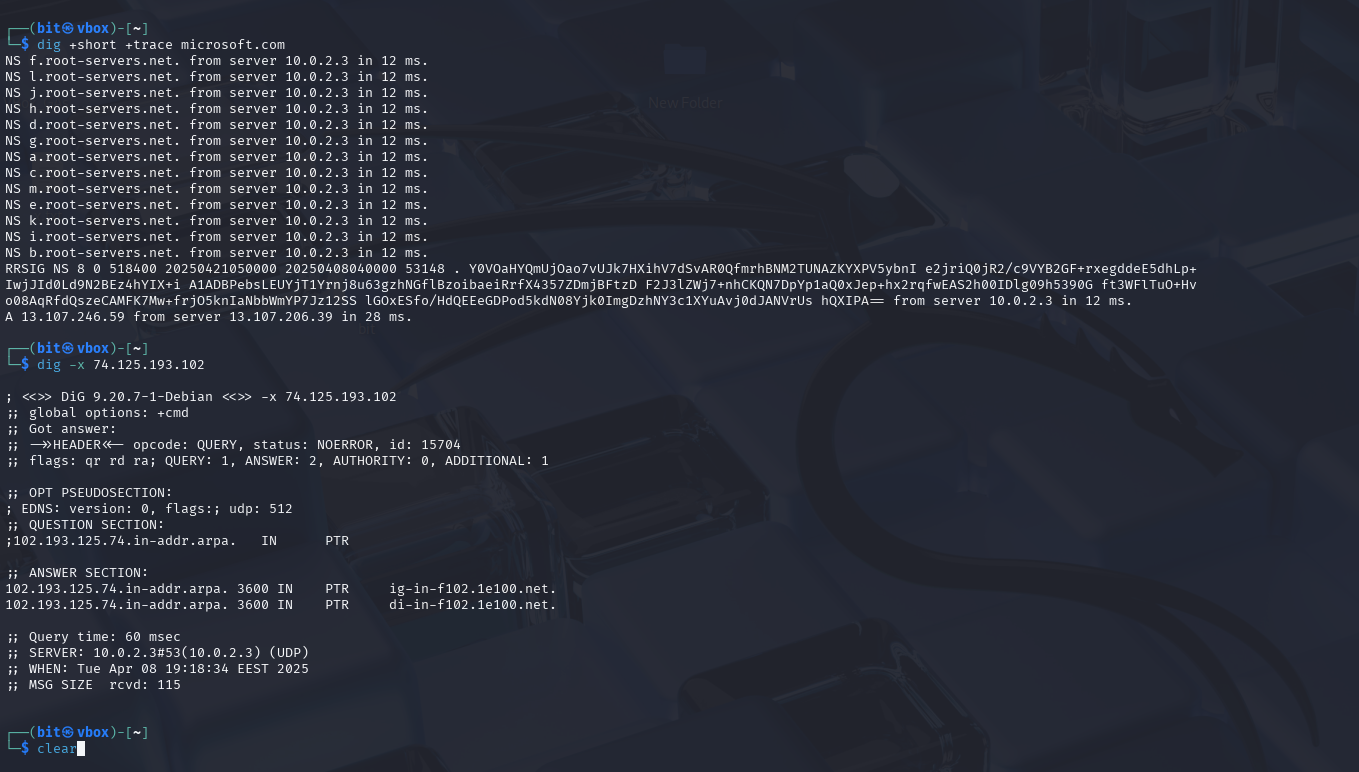 ┌──(bit㉿vbox)-[~]
└─$ dig +short +trace microsoft.com
NS f.root-servers.net. from server 10.0.2.3 in 12 ms.
NS l.root-servers.net. from server 10.0.2.3 in 12 ms.
NS j.root-servers.net. from server 10.0.2.3 in 12 ms.
NS h.root-servers.net. from server 10.0.2.3 in 12 ms.
NS d.root-servers.net. from server 10.0.2.3 in 12 ms.
NS g.root-servers.net. from server 10.0.2.3 in 12 ms.
NS a.root-servers.net. from server 10.0.2.3 in 12 ms.
NS c.root-servers.net. from server 10.0.2.3 in 12 ms.
NS m.root-servers.net. from server 10.0.2.3 in 12 ms.
NS e.root-servers.net. from server 10.0.2.3 in 12 ms.
NS k.root-servers.net. from server 10.0.2.3 in 12 ms.
NS i.root-servers.net. from server 10.0.2.3 in 12 ms.
NS b.root-servers.net. from server 10.0.2.3 in 12 ms.
RRSIG NS 8 0 518400 20250421050000 20250408040000 53148 . Y0VOaHYQmUjOao7vUJk7HXihV7dSvAR0QfmrhBNM2TUNAZKYXPV5ybnI e2jriQ0jR2/c9VYB2GF+rxegddeE5dhLp+
IwjJId0Ld9N2BEz4hYIX+i A1ADBPebsLEUYjT1Yrnj8u63gzhNGflBzoibaeiRrfX4357ZDmjBFtzD F2J3lZWj7+nhCKQN7DpYp1aQ0xJep+hx2rqfwEAS2h00IDlg09h5390G ft3WFlTuO+Hv
o08AqRfdQszeCAMFK7Mw+frjO5knIaNbbWmYP7Jz12SS lGOxESfo/HdQEEeGDPod5kdN08Yjk0ImgDzhNY3c1XYuAvj0dJANVrUs hQXIPA== from server 10.0.2.3 in 12 ms.
A 13.107.246.59 from server 13.107.206.39 in 28 ms.
┌──(bit㉿vbox)-[~]
└─$ dig -x 74.125.193.102
; <<>> DiG 9.20.7-1-Debian <<>> -x 74.125.193.102
;; global options: +cmd
;; Got answer:
;; ->>HEADER<<- opcode: QUERY, status: NOERROR, id: 15704
;; flags: qr rd ra; QUERY: 1, ANSWER: 2, AUTHORITY: 0, ADDITIONAL: 1
;; OPT PSEUDOSECTION:
; EDNS: version: 0, flags:; udp: 512
;; QUESTION SECTION:
;102.193.125.74.in-addr.arpa.   IN      PTR
;; ANSWER SECTION:
102.193.125.74.in-addr.arpa. 3600 IN    PTR     ig-in-f102.1e100.net.
102.193.125.74.in-addr.arpa. 3600 IN    PTR     di-in-f102.1e100.net.
;; Query time: 60 msec
;; SERVER: 10.0.2.3#53(10.0.2.3) (UDP)
;; WHEN: Tue Apr 08 19:18:34 EEST 2025
;; MSG SIZE  rcvd: 115
┌──(bit㉿vbox)-[~]
└─$ clear
New Folder